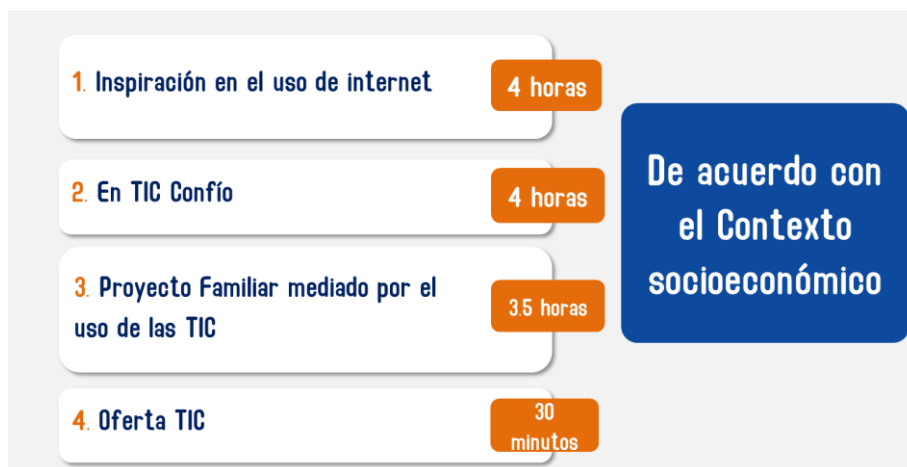 1. Inspiración en el uso de internet
4 horas
2. En TIC Confío
4 horas
3. Proyecto Familiar mediado por el
uso de las TIC
3.5 horas
4. Oferta TIC
30
minutos
De acuerdo con
el Contexto
socioeconómico